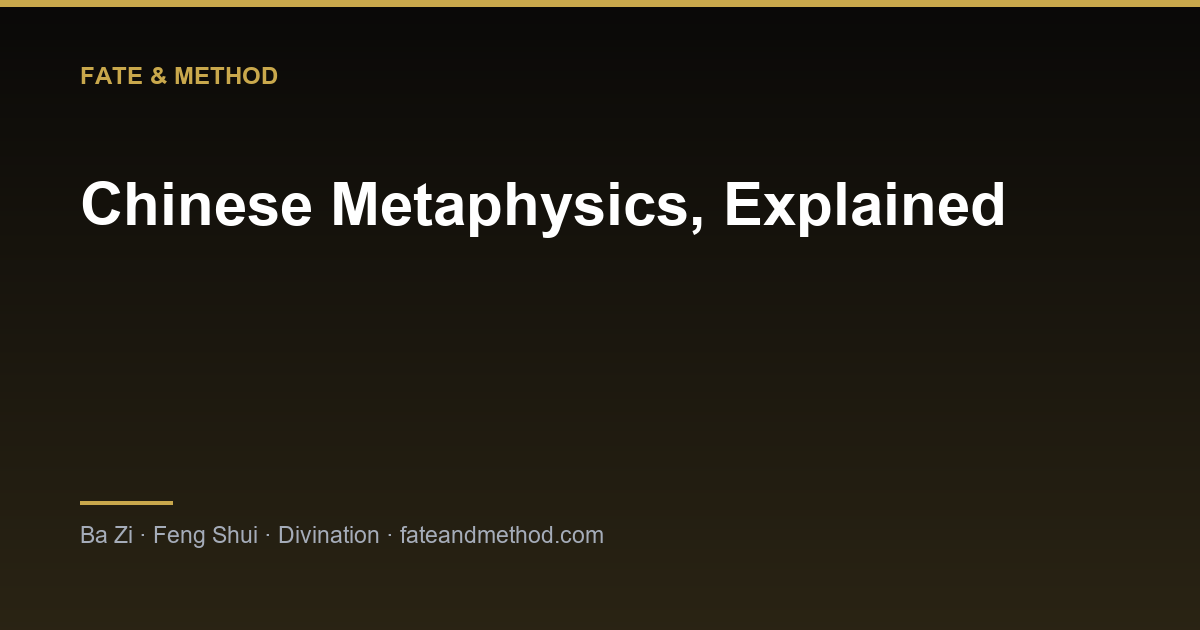 FATE & METHOD
Chinese Metaphysics, Explained
Ba Zi · Feng Shui · Divination · fateandmethod.com